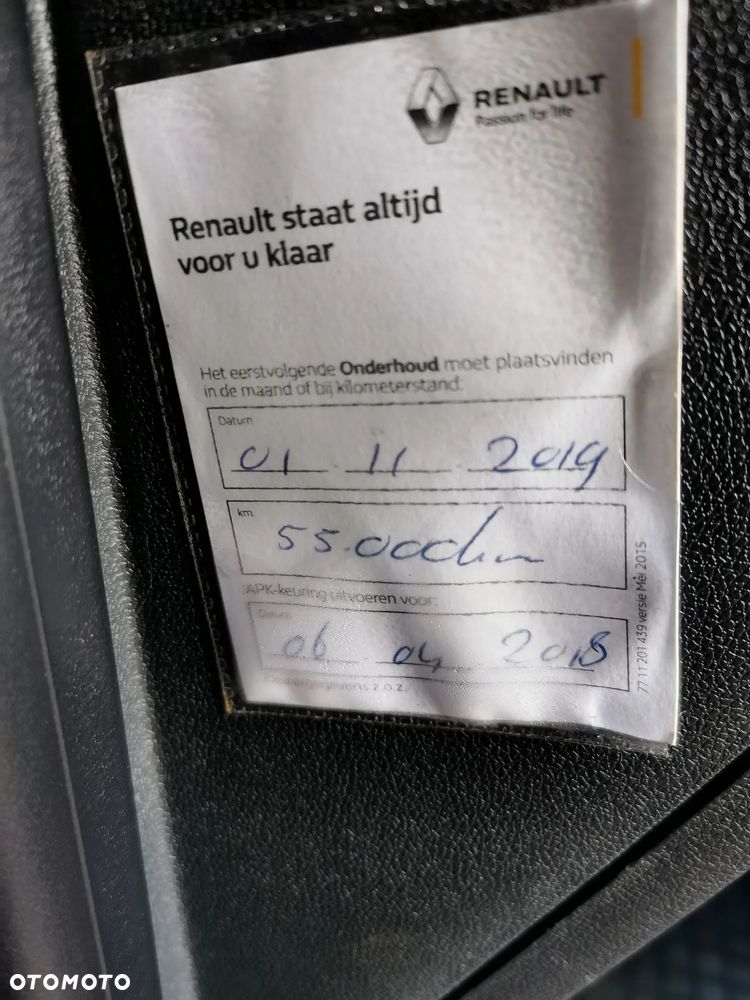 RENAULT
Passion for life
Renault staat altijd
voor u klaar
Het eerstvolgende Onderhoud moet plaatsvinden
in de maand of bij kilometerstand:
Datum
01 11 2019
km
55.000km
APK-keuring uitvoeren voor:
Datum
06 04 2018
z.o.z.
77 11 201 439 versie Mei 2015
OTOMOTO